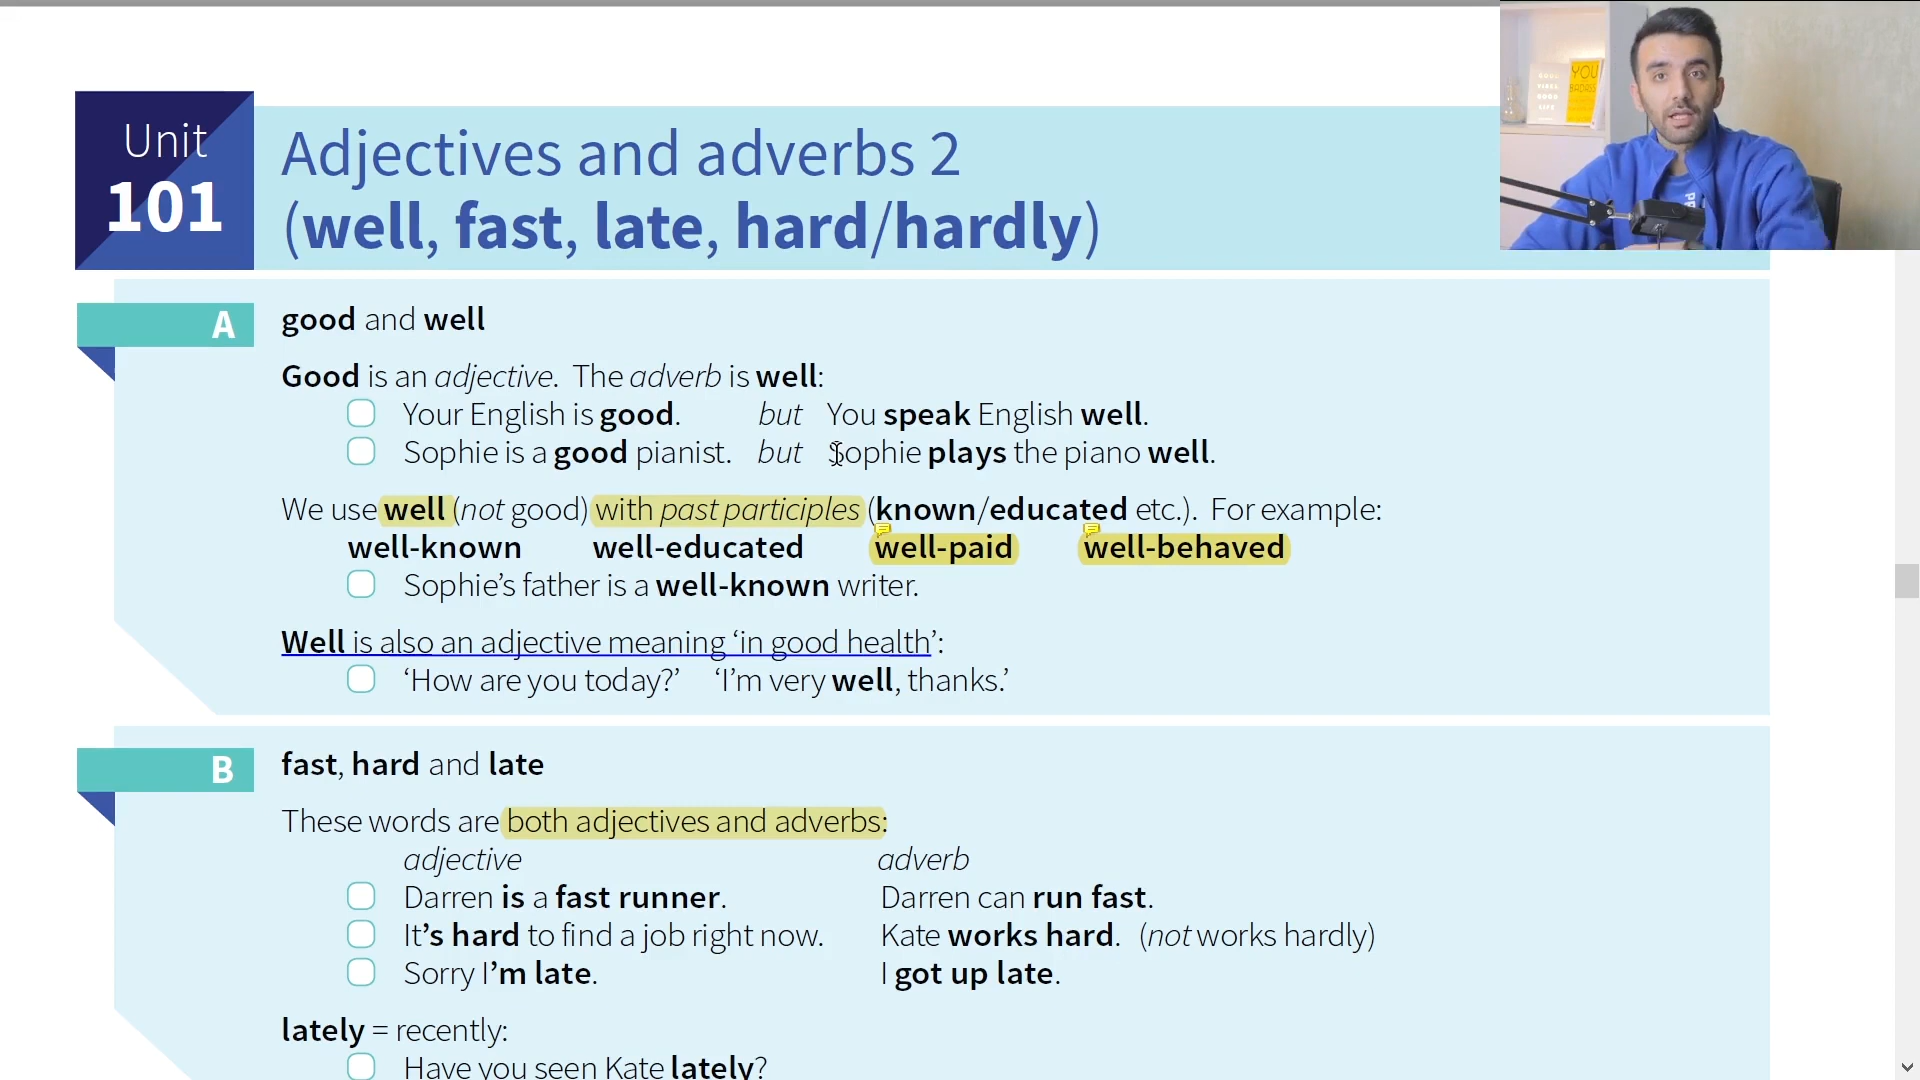 Unit
101
Adjectives and adverbs 2
(well, fast, late, hard/hardly)
YOU
BADASS
GOOD
VIBES
GOOD
LIFE
A
good and well
Good is an adjective. The adverb is well:
Your English is good. but You speak English well.
Sophie is a good pianist. but Sophie plays the piano well.
We use well (not good) with past participles (known/educated etc.). For example:
well-known well-educated well-paid well-behaved
Sophie’s father is a well-known writer.
Well is also an adjective meaning ‘in good health’:
‘How are you today?’ ‘I’m very well, thanks.’
B
fast, hard and late
These words are both adjectives and adverbs:
adjective adverb
Darren is a fast runner. Darren can run fast.
It’s hard to find a job right now. Kate works hard. (not works hardly)
Sorry I’m late. I got up late.
lately = recently:
Have you seen Kate lately?